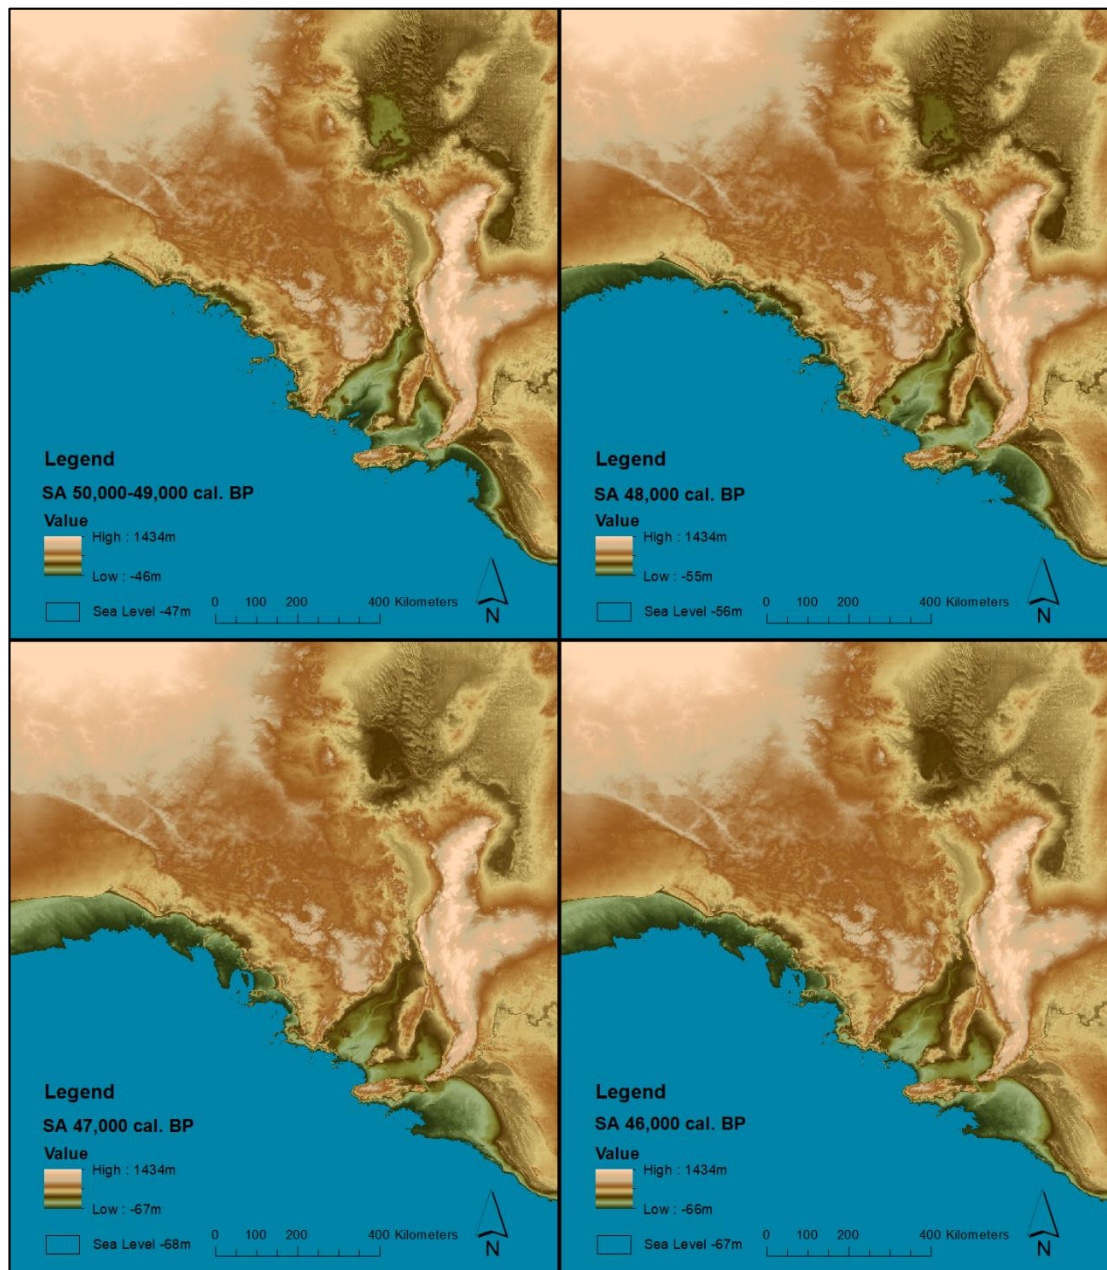 Legend
SA 50,000-49,000 cal. BP
Value
High : 1434m
Low : -46m
Sea Level -47m
0 100 200 400 Kilometers
N
Legend
SA 48,000 cal. BP
Value
High : 1434m
Low : -55m
Sea Level -56m
0 100 200 400 Kilometers
N
Legend
SA 47,000 cal. BP
Value
High : 1434m
Low : -67m
Sea Level -68m
0 100 200 400 Kilometers
N
Legend
SA 46,000 cal. BP
Value
High : 1434m
Low : -66m
Sea Level -67m
0 100 200 400 Kilometers
N